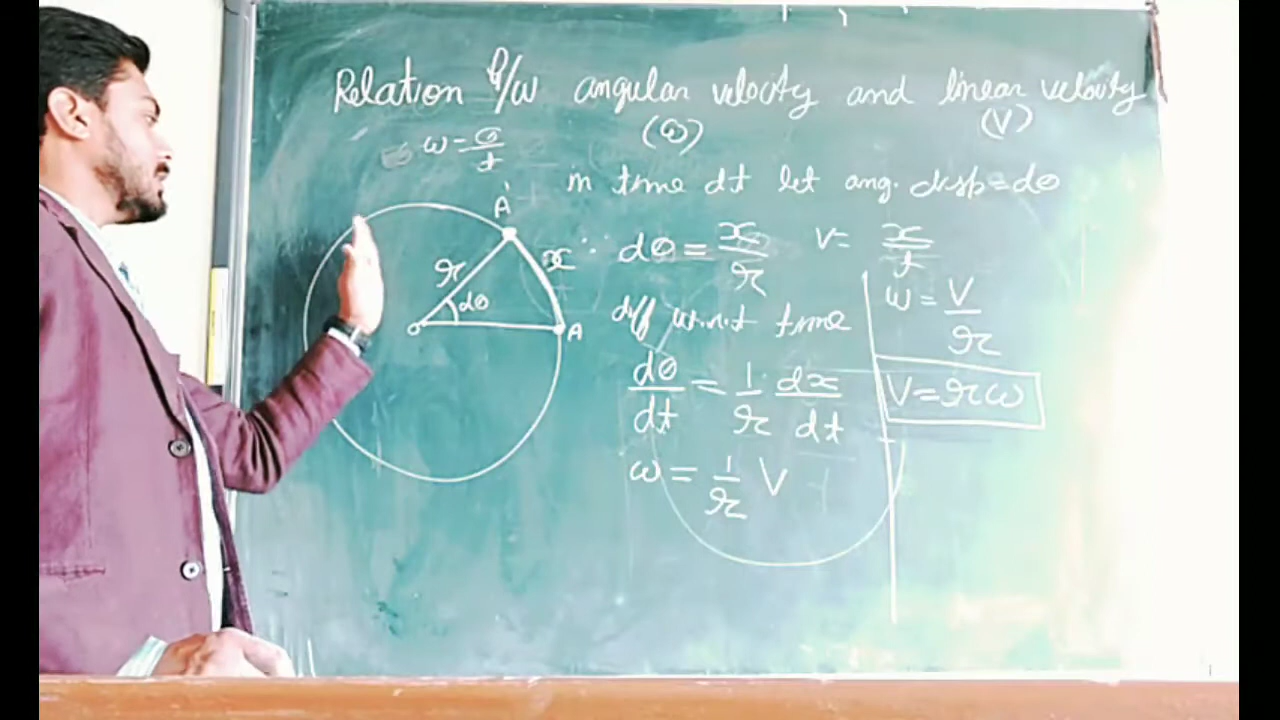 Relation b/w angular velocity and linear velocity
(ω) (V)
ω = θ/t
in time dt let ang. disp = dθ
A'
r
x
dθ
O
A
∵ dθ = x/r V = x/t
diff w.r.t time
dθ/dt = 1/r dx/dt
ω = 1/r V
ω = V/r
V = rω